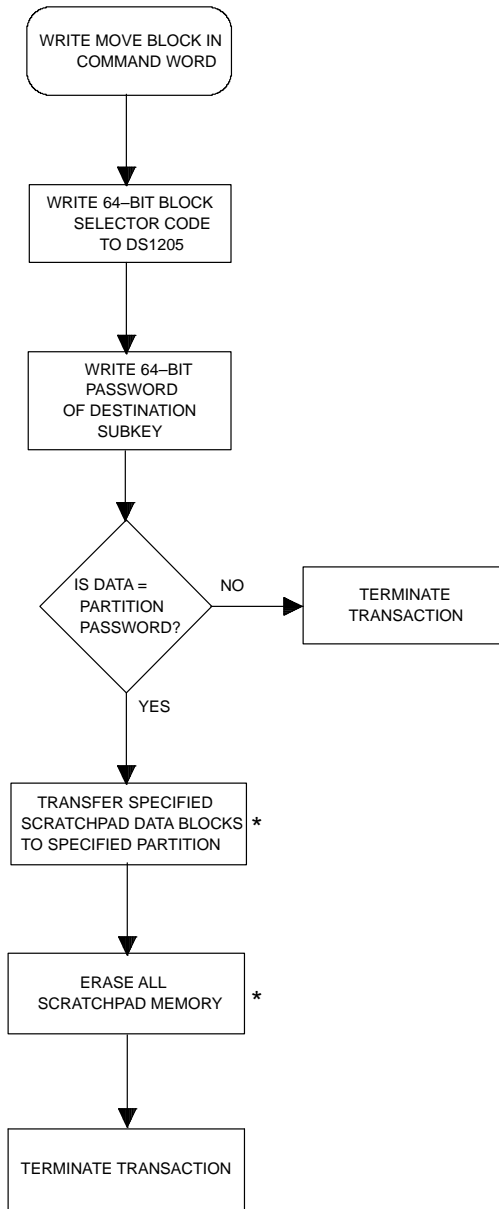 WRITE MOVE BLOCK IN
COMMAND WORD
WRITE 64–BIT BLOCK
SELECTOR CODE
TO DS1205
WRITE 64–BIT
PASSWORD
OF DESTINATION
SUBKEY
IS DATA =
PARTITION
PASSWORD?
NO
TERMINATE
TRANSACTION
YES
TRANSFER SPECIFIED
SCRATCHPAD DATA BLOCKS *
TO SPECIFIED PARTITION
ERASE ALL
SCRATCHPAD MEMORY *
TERMINATE TRANSACTION